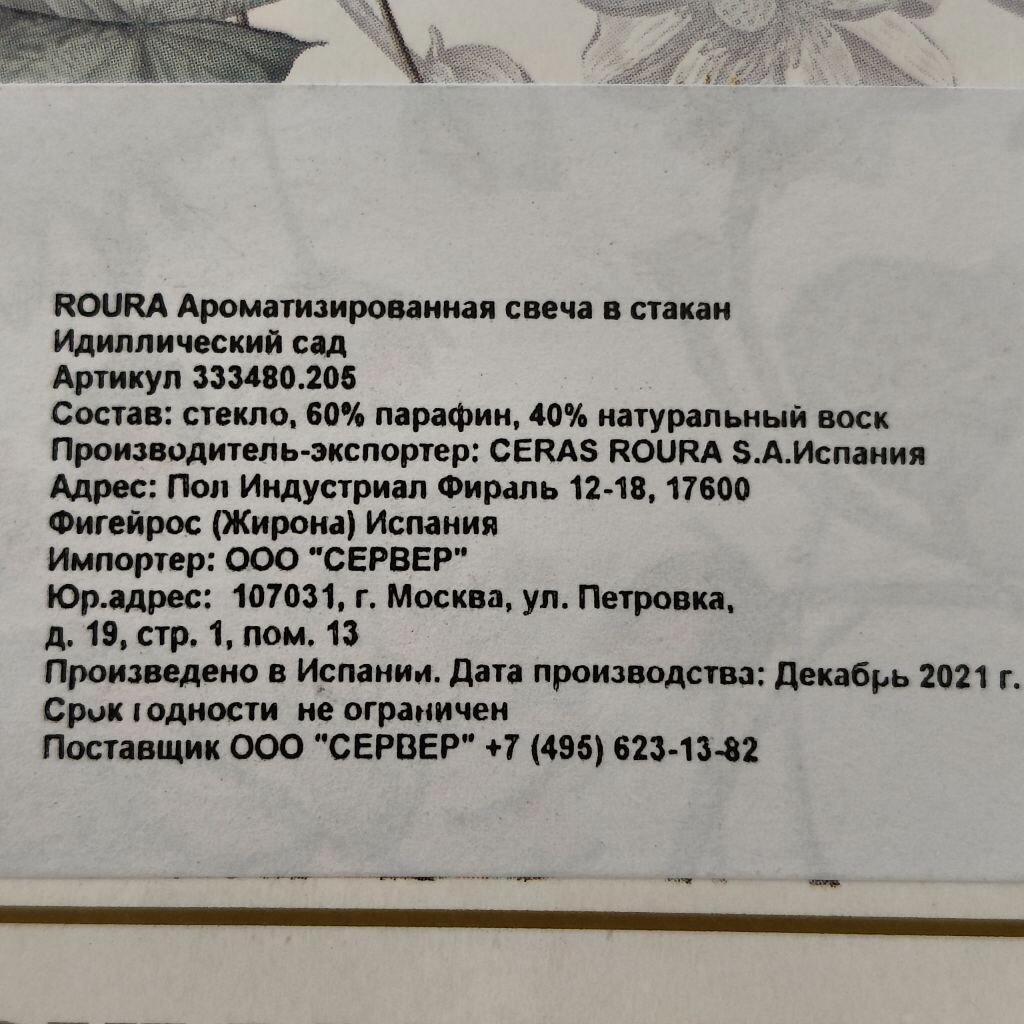 ROURA Ароматизированная свеча в стакан
Идиллический сад
Артикул 333480.205
Состав: стекло, 60% парафин, 40% натуральный воск
Производитель-экспортер: CERAS ROURA S.A.Испания
Адрес: Пол Индустриал Фираль 12-18, 17600
Фигейрос (Жирона) Испания
Импортер: ООО "СЕРВЕР"
Юр.адрес: 107031, г. Москва, ул. Петровка,
д. 19, стр. 1, пом. 13
Произведено в Испании. Дата производства: Декабрь 2021 г.
Срок годности не ограничен
Поставщик ООО "СЕРВЕР" +7 (495) 623-13-82